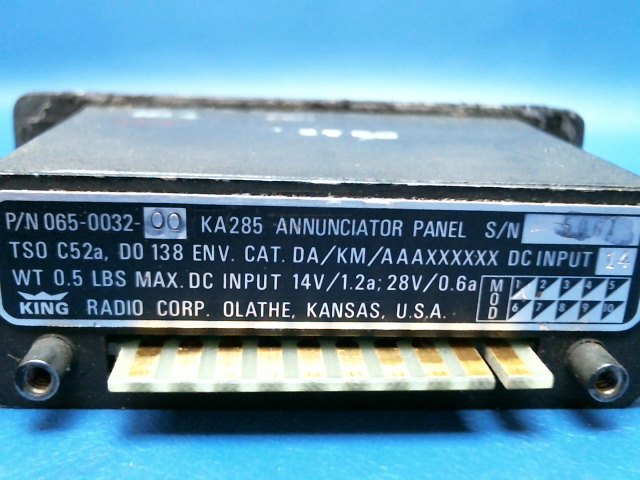 P/N 065-0032-00 KA285 ANNUNCIATOR PANEL S/N 5061
TSO C52a, DO 138 ENV. CAT. DA/KM/AAAXXXXXX DC INPUT 14
WT 0.5 LBS MAX. DC INPUT 14V/1.2a; 28V/0.6a
MOD 1 2 3 4 5
6 7 8 9 10
KING RADIO CORP. OLATHE, KANSAS, U.S.A.